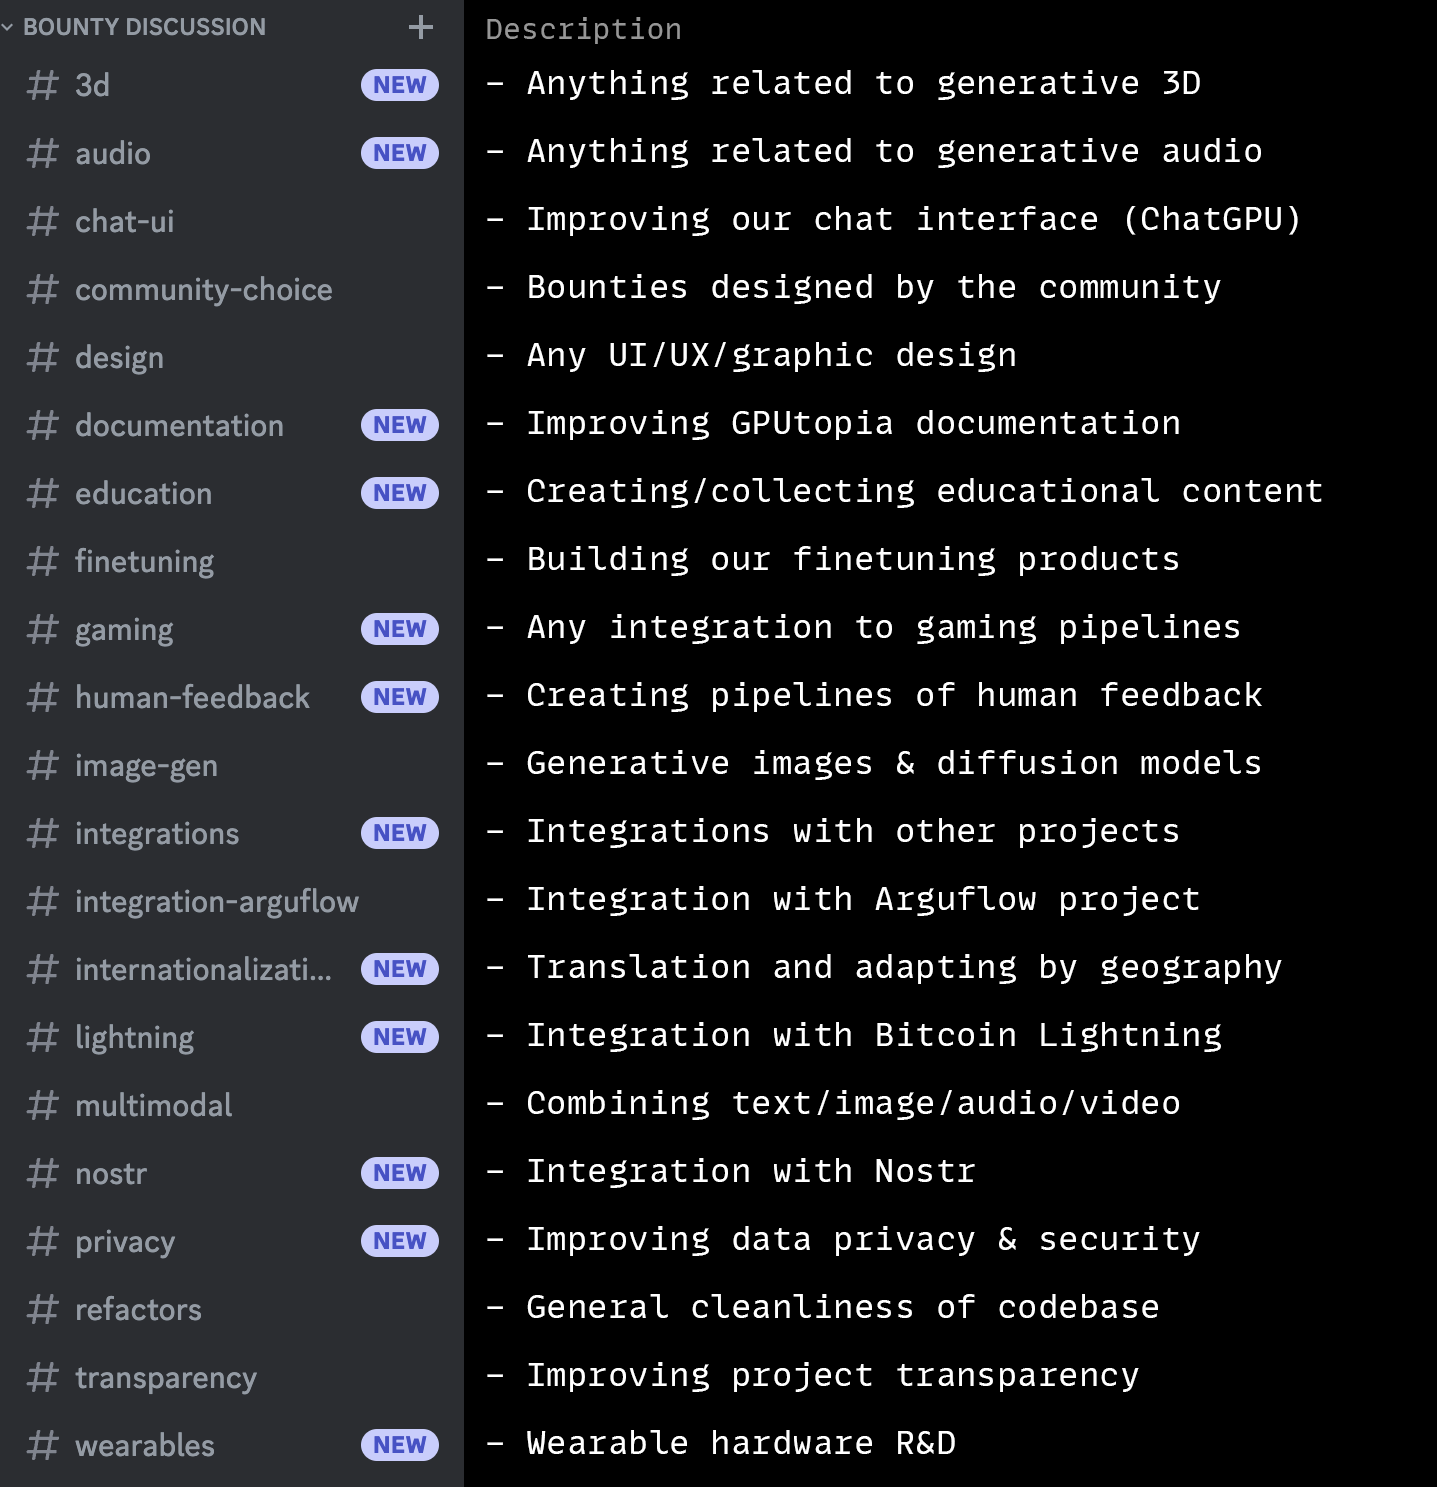 BOUNTY DISCUSSION + Description
# 3d NEW - Anything related to generative 3D
# audio NEW - Anything related to generative audio
# chat-ui - Improving our chat interface (ChatGPU)
# community-choice - Bounties designed by the community
# design - Any UI/UX/graphic design
# documentation NEW - Improving GPUtopia documentation
# education NEW - Creating/collecting educational content
# finetuning - Building our finetuning products
# gaming NEW - Any integration to gaming pipelines
# human-feedback NEW - Creating pipelines of human feedback
# image-gen - Generative images & diffusion models
# integrations NEW - Integrations with other projects
# integration-arguflow - Integration with Arguflow project
# internationalizati... NEW - Translation and adapting by geography
# lightning NEW - Integration with Bitcoin Lightning
# multimodal - Combining text/image/audio/video
# nostr NEW - Integration with Nostr
# privacy NEW - Improving data privacy & security
# refactors - General cleanliness of codebase
# transparency - Improving project transparency
# wearables NEW - Wearable hardware R&D